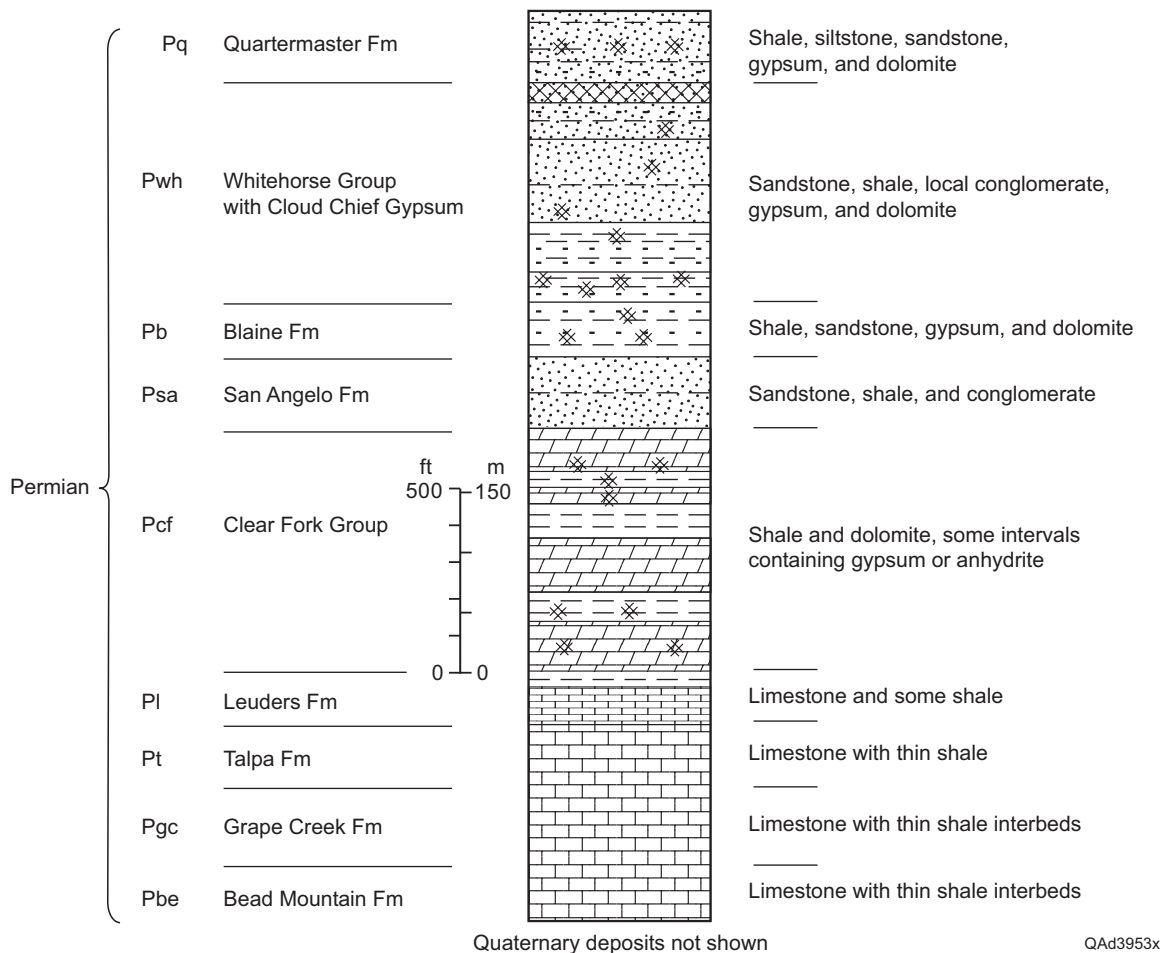 Pq Quartermaster Fm Shale, siltstone, sandstone,
gypsum, and dolomite
Pwh Whitehorse Group Sandstone, shale, local conglomerate,
with Cloud Chief Gypsum gypsum, and dolomite
Pb Blaine Fm Shale, sandstone, gypsum, and dolomite
Psa San Angelo Fm Sandstone, shale, and conglomerate
ft m
Permian 500 150
Pcf Clear Fork Group Shale and dolomite, some intervals
containing gypsum or anhydrite
0 0
Pl Leuders Fm Limestone and some shale
Pt Talpa Fm Limestone with thin shale
Pgc Grape Creek Fm Limestone with thin shale interbeds
Pbe Bead Mountain Fm Limestone with thin shale interbeds
Quaternary deposits not shown QAd3953x